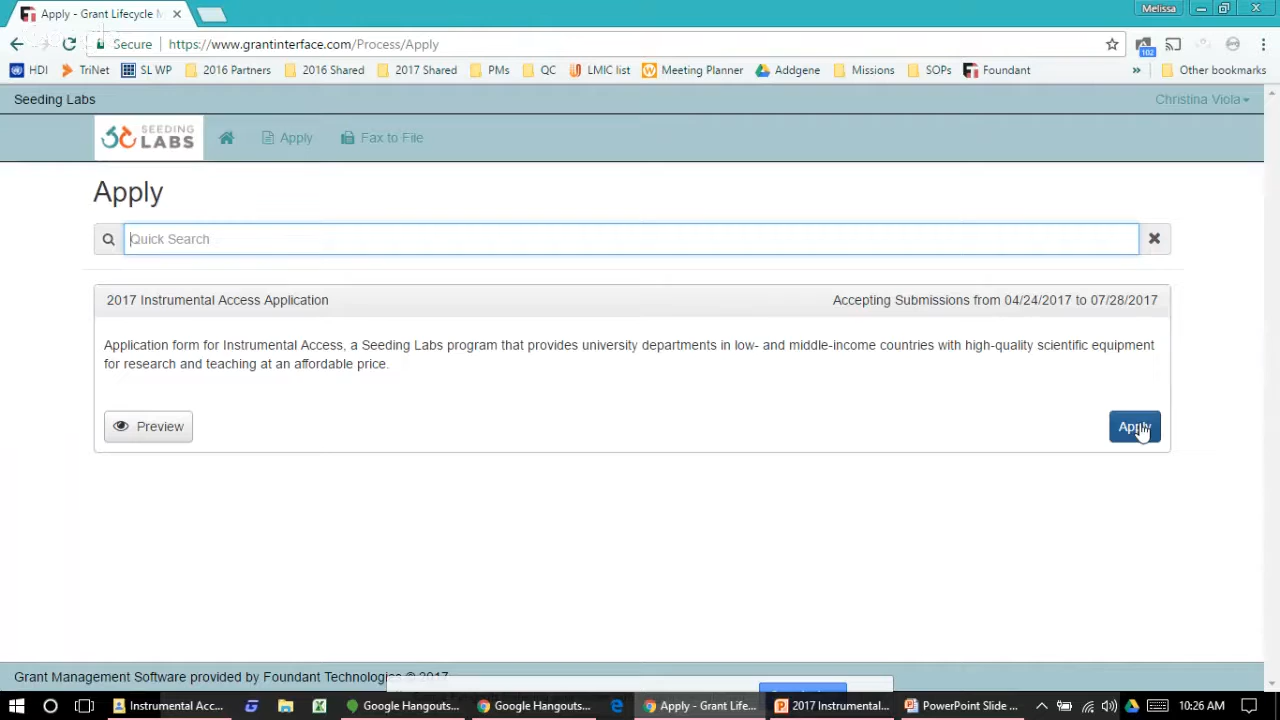 Apply - Grant Lifecycle M
Melissa
Secure
https://www.grantinterface.com/Process/Apply
102
HDI TriNet SL WP 2016 Partners 2016 Shared 2017 Shared PMs QC LMIC list Meeting Planner Addgene Missions SOPs Foundant » Other bookmarks
Seeding Labs
Christina Viola
SEEDING LABS
Apply
Fax to File
Apply
Quick Search
2017 Instrumental Access Application
Accepting Submissions from 04/24/2017 to 07/28/2017
Application form for Instrumental Access, a Seeding Labs program that provides university departments in low- and middle-income countries with high-quality scientific equipment
for research and teaching at an affordable price.
Preview
Apply
Grant Management Software provided by Foundant Technologies © 2017
Instrumental Acc... Google Hangouts... Google Hangouts... Apply - Grant Life... 2017 Instrumental... PowerPoint Slide ... 10:26 AM